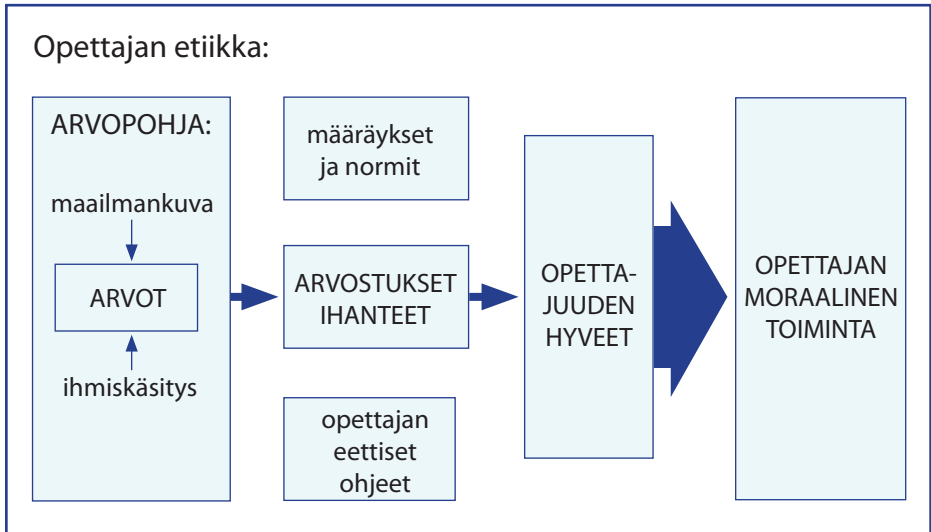 Opettajan etiikka:
ARVOPOHJA:
maailmankuva
ARVOT
ihmiskäsitys
määräykset
ja normit
ARVOSTUKSET
IHANTEET
opettajan
eettiset
ohjeet
OPETTA-
JUUDEN
HYVEET
OPETTAJAN
MORAALINEN
TOIMINTA